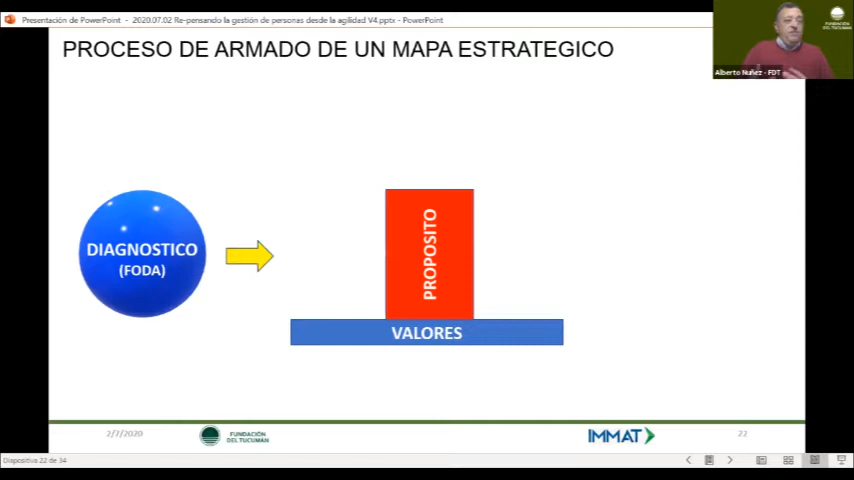 Presentación de PowerPoint - 2020.07.02 Re-pensando la gestión de personas desde la agilidad V4.pptx - PowerPoint
FUNDACIÓN
DEL TUCUMAN
Alberto Nuñez - FDT
PROCESO DE ARMADO DE UN MAPA ESTRATEGICO
DIAGNOSTICO
(FODA)
PROPOSITO
VALORES
2/7/2020
FUNDACIÓN
DEL TUCUMAN
IMMAT
22
Diapositiva 22 de 34